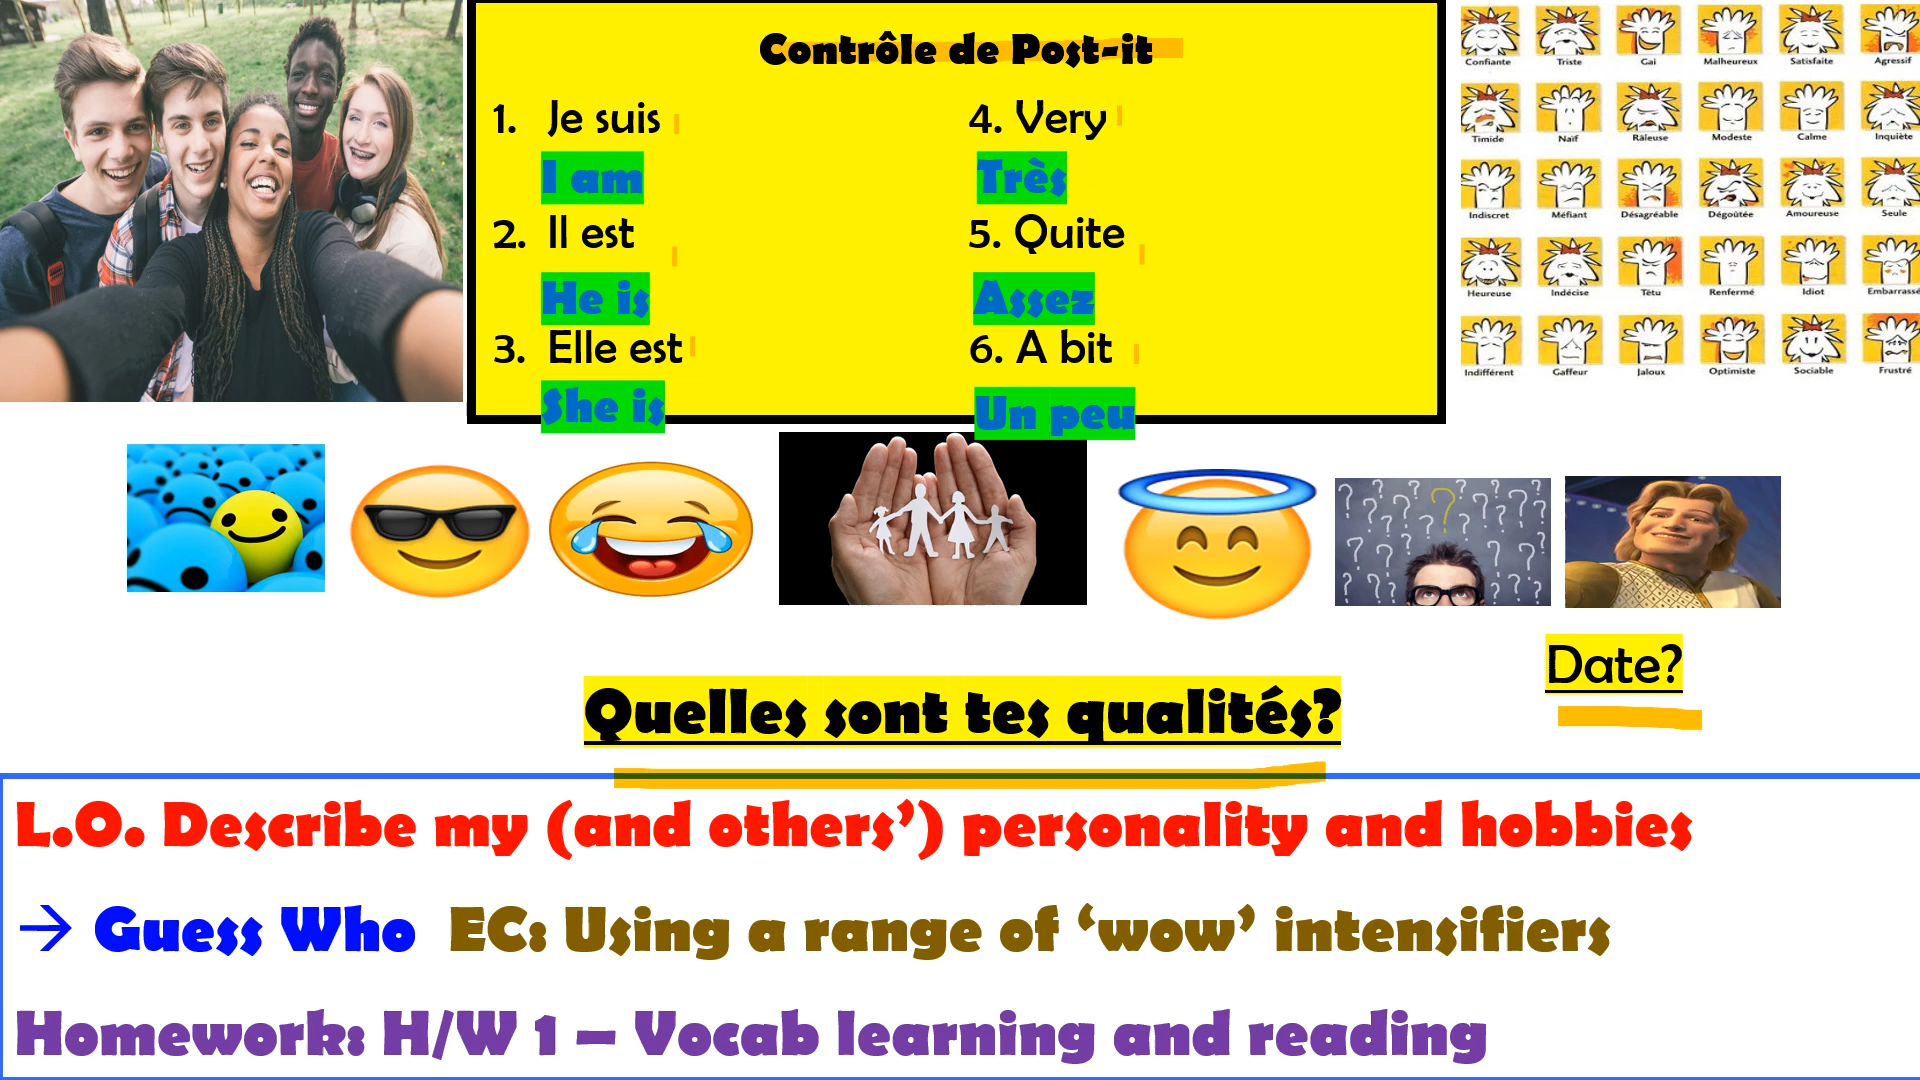 Contrôle de Post-it
1. Je suis
I am
2. Il est
He is
3. Elle est
She is
4. Very
Très
5. Quite
Assez
6. A bit
Un peu
Confiante Triste Gai Malheureux Satisfaite Agressif
Timide Naïf Râleuse Modeste Calme Inquiète
Indiscret Méfiant Désagréable Dégoûtée Amoureuse Seule
Heureuse Indécise Têtu Renfermé Idiot Embarrassé
Indifférent Gaffeur Jaloux Optimiste Sociable Frustré
Date?
Quelles sont tes qualités?
L.O. Describe my (and others’) personality and hobbies
→ Guess Who EC: Using a range of ‘wow’ intensifiers
Homework: H/W 1 – Vocab learning and reading